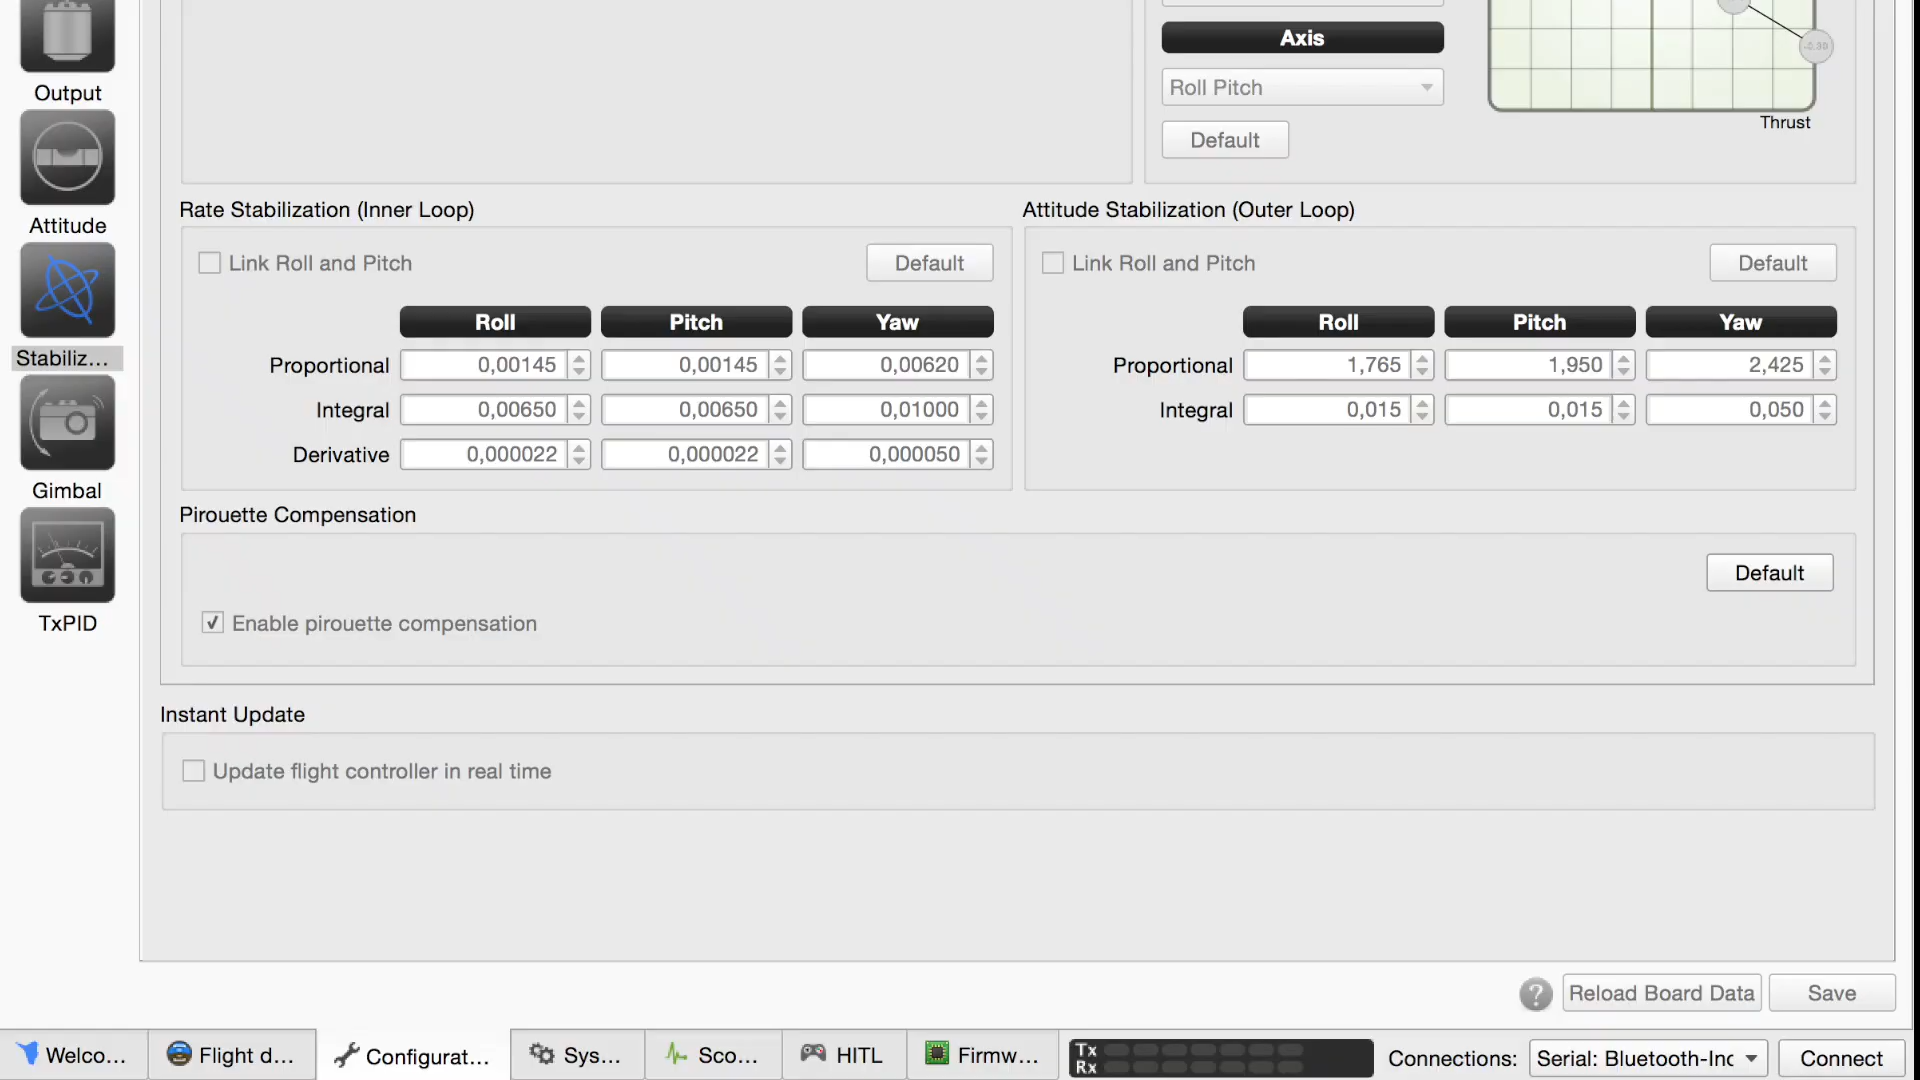 Output
Attitude
Stabiliz...
Gimbal
TxPID
Axis
Roll Pitch
Default
-0.30
Thrust
Rate Stabilization (Inner Loop)
Link Roll and Pitch
Default
Roll Pitch Yaw
Proportional 0,00145 0,00145 0,00620
Integral 0,00650 0,00650 0,01000
Derivative 0,000022 0,000022 0,000050
Attitude Stabilization (Outer Loop)
Link Roll and Pitch
Default
Roll Pitch Yaw
Proportional 1,765 1,950 2,425
Integral 0,015 0,015 0,050
Pirouette Compensation
Default
Enable pirouette compensation
Instant Update
Update flight controller in real time
? Reload Board Data Save
Welco... Flight d... Configurat... Sys... Sco... HITL Firmw...
Tx
Rx
Connections: Serial: Bluetooth-Inc Connect